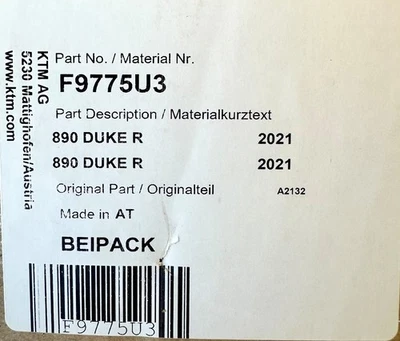 KTM AG
5230 Mattighofen/Austria
www.ktm.com
Part No. / Material Nr.
F9775U3
Part Description / Materialkurztext
890 DUKE R 2021
890 DUKE R 2021
Original Part / Originalteil A2132
Made in AT
BEIPACK
F9775U3